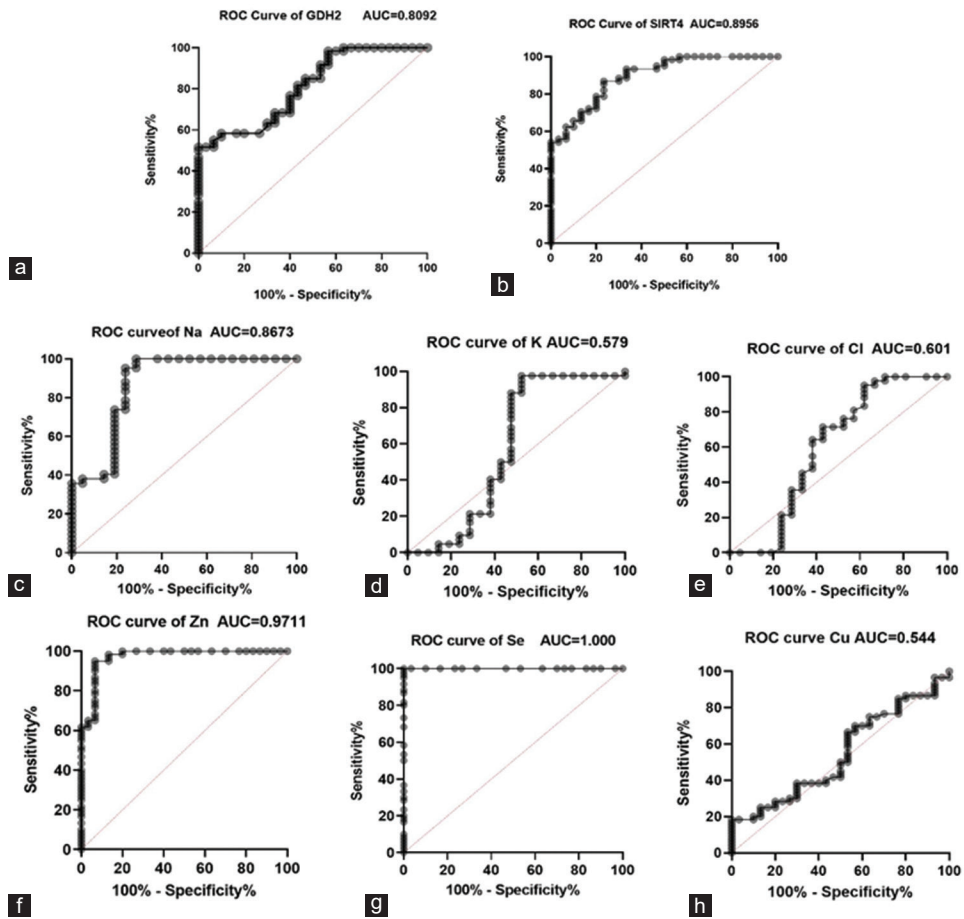 ROC Curve of GDH2 AUC=0.8092
100
80
60
40
20
0
Sensitivity%
0 20 40 60 80 100
100% - Specificity%
a
ROC Curve of SIRT4 AUC=0.8956
100
80
60
40
20
0
Sensitivity%
0 20 40 60 80 100
100% - Specificity%
b
ROC curveof Na AUC=0.8673
100
80
60
40
20
0
Sensitivity%
0 20 40 60 80 100
100% - Specificity%
c
ROC curve of K AUC=0.579
100
80
60
40
20
0
Sensitivity%
0 20 40 60 80 100
100% - Specificity%
d
ROC curve of Cl AUC=0.601
100
80
60
40
20
0
Sensitivity%
0 20 40 60 80 100
100% - Specificity%
e
ROC curve of Zn AUC=0.9711
100
80
60
40
20
0
Sensitivity%
0 20 40 60 80 100
100% - Specificity%
f
ROC curve of Se AUC=1.000
100
80
60
40
20
0
Sensitivity%
0 20 40 60 80 100
100% - Specificity%
g
ROC curve Cu AUC=0.544
100
80
60
40
20
0
Sensitivity%
0 20 40 60 80 100
100% - Specificity%
h